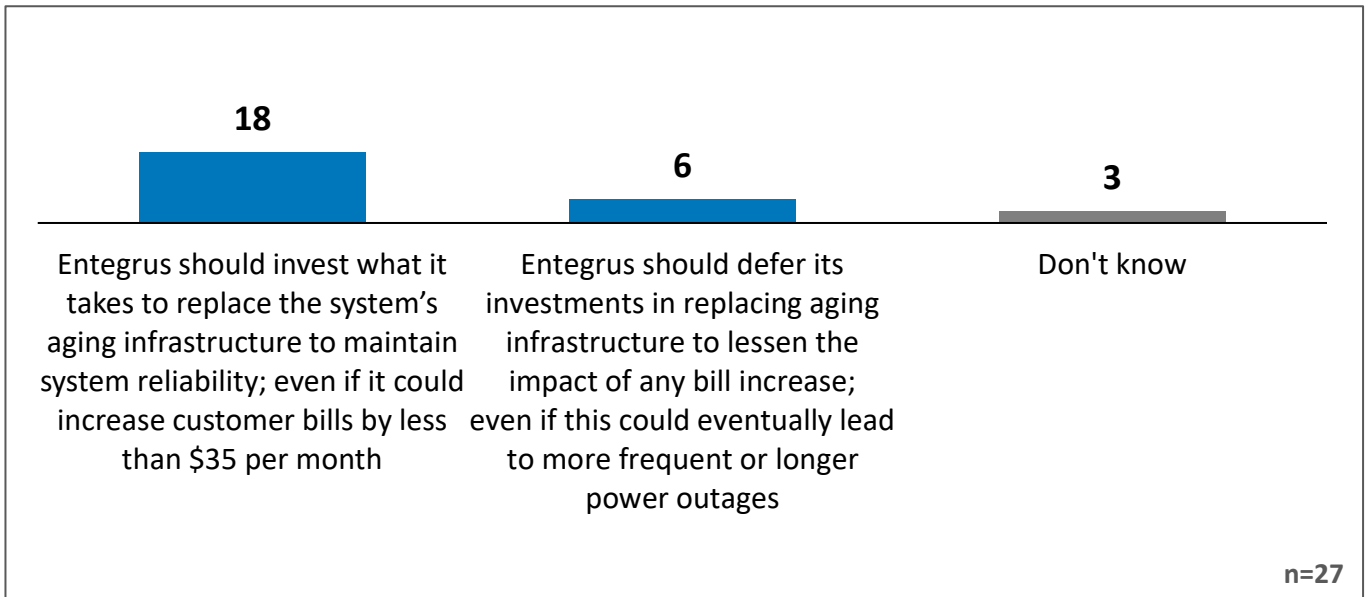 18
6
3
Entegrus should invest what it
takes to replace the system’s
aging infrastructure to maintain
system reliability; even if it could
increase customer bills by less
than $35 per month
Entegrus should defer its
investments in replacing aging
infrastructure to lessen the
impact of any bill increase;
even if this could eventually lead
to more frequent or longer
power outages
Don't know
n=27